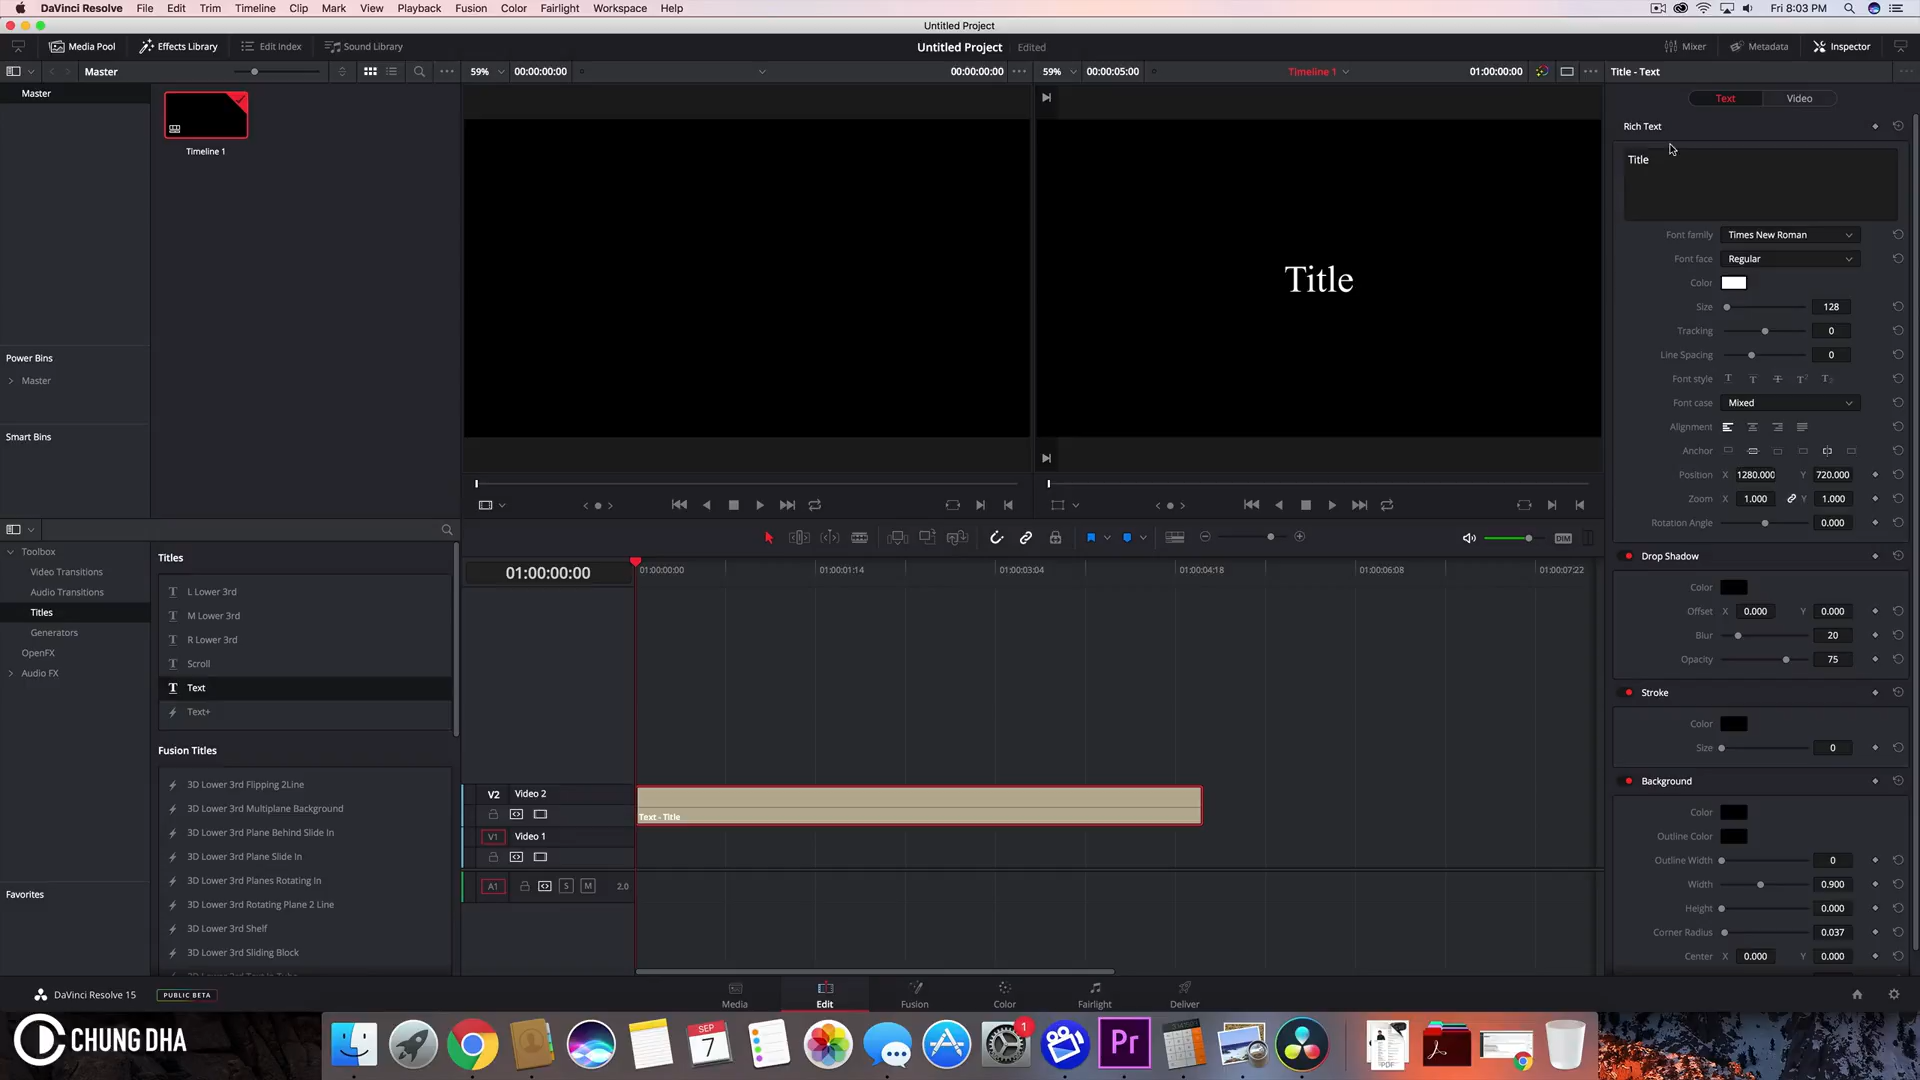 DaVinci Resolve File Edit Trim Timeline Clip Mark View Playback Fusion Color Fairlight Workspace Help Fri 8:03 PM
Untitled Project
Media Pool Effects Library Edit Index Sound Library Untitled Project Edited Mixer Metadata Inspector
Master 59% 00:00:00:00 00:00:00:00 59% 00:00:05:00 Timeline 1 01:00:00:00 Title - Text
Master
Timeline 1
Power Bins
Master
Smart Bins
Title
Text Video
Rich Text
Title
Font family Times New Roman
Font face Regular
Color
Size 128
Tracking 0
Line Spacing 0
Font style T T T T T
Font case Mixed
Alignment
Anchor
Position X 1280.000 Y 720.000
Zoom X 1.000 Y 1.000
Rotation Angle 0.000
Drop Shadow
Color
Offset X 0.000 Y 0.000
Blur 20
Opacity 75
Stroke
Color
Size 0
Background
Color
Outline Color
Outline Width 0
Width 0.900
Height 0.000
Corner Radius 0.037
Center X 0.000 Y 0.000
Toolbox
Video Transitions
Audio Transitions
Titles
Generators
OpenFX
Audio FX
Favorites
Titles
T L Lower 3rd
T M Lower 3rd
T R Lower 3rd
T Scroll
T Text
Text+
Fusion Titles
3D Lower 3rd Flipping 2Line
3D Lower 3rd Multiplane Background
3D Lower 3rd Plane Behind Slide In
3D Lower 3rd Plane Slide In
3D Lower 3rd Planes Rotating In
3D Lower 3rd Rotating Plane 2 Line
3D Lower 3rd Shelf
3D Lower 3rd Sliding Block
DIM
01:00:00:00 01:00:00:00 01:00:01:14 01:00:03:04 01:00:04:18 01:00:06:08 01:00:07:22
V2 Video 2
Text - Title
V1 Video 1
A1 S M 2.0
DaVinci Resolve 15 PUBLIC BETA
Media Edit Fusion Color Fairlight Deliver
CHUNG DHA
SEP
7
1
Pr
PDF